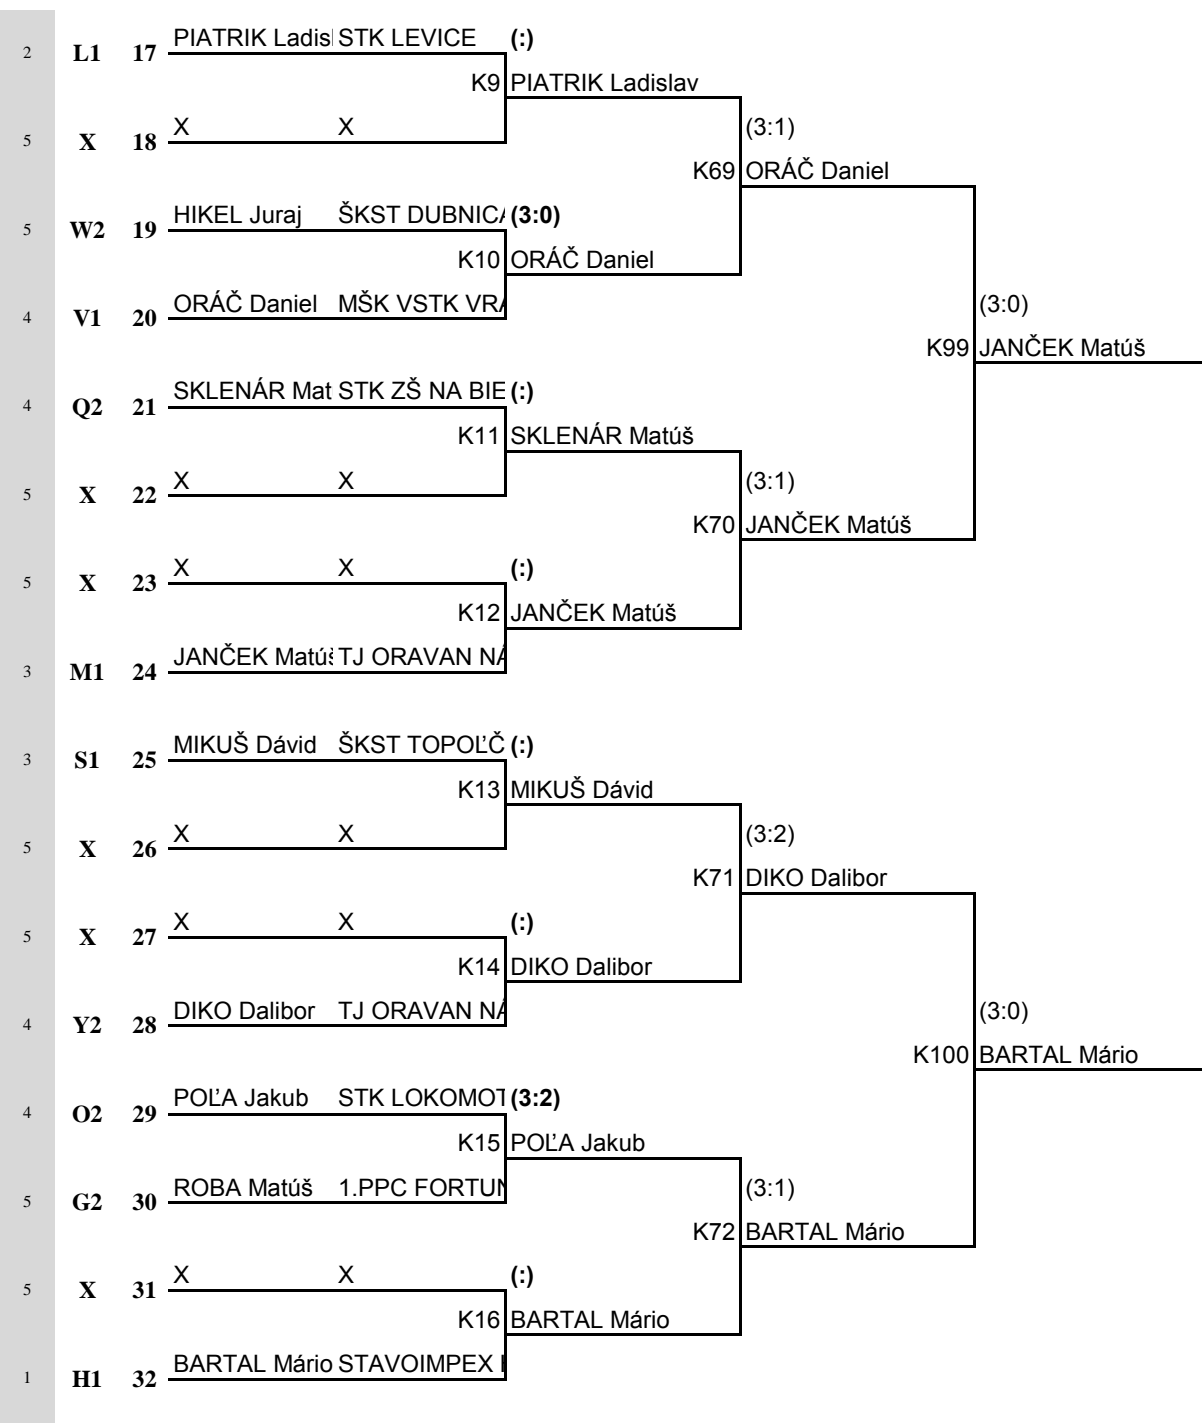 2 L1 17 PIATRIK Ladisl STK LEVICE (:)
K9 PIATRIK Ladislav
5 X 18 X X (3:1)
K69 ORÁČ Daniel
5 W2 19 HIKEL Juraj ŠKST DUBNICA (3:0)
K10 ORÁČ Daniel
4 V1 20 ORÁČ Daniel MŠK VSTK VRA (3:0)
K99 JANČEK Matúš
4 Q2 21 SKLENÁR Mat STK ZŠ NA BIE (:)
K11 SKLENÁR Matúš
5 X 22 X X (3:1)
K70 JANČEK Matúš
5 X 23 X X (:)
K12 JANČEK Matúš
3 M1 24 JANČEK Matúš TJ ORAVAN NÁ
3 S1 25 MIKUŠ Dávid ŠKST TOPOĽČ (:)
K13 MIKUŠ Dávid
5 X 26 X X (3:2)
K71 DIKO Dalibor
5 X 27 X X (:)
K14 DIKO Dalibor
4 Y2 28 DIKO Dalibor TJ ORAVAN NÁ (3:0)
K100 BARTAL Mário
4 O2 29 POĽA Jakub STK LOKOMOT (3:2)
K15 POĽA Jakub
5 G2 30 ROBA Matúš 1.PPC FORTUN (3:1)
K72 BARTAL Mário
5 X 31 X X (:)
K16 BARTAL Mário
1 H1 32 BARTAL Mário STAVOIMPEX